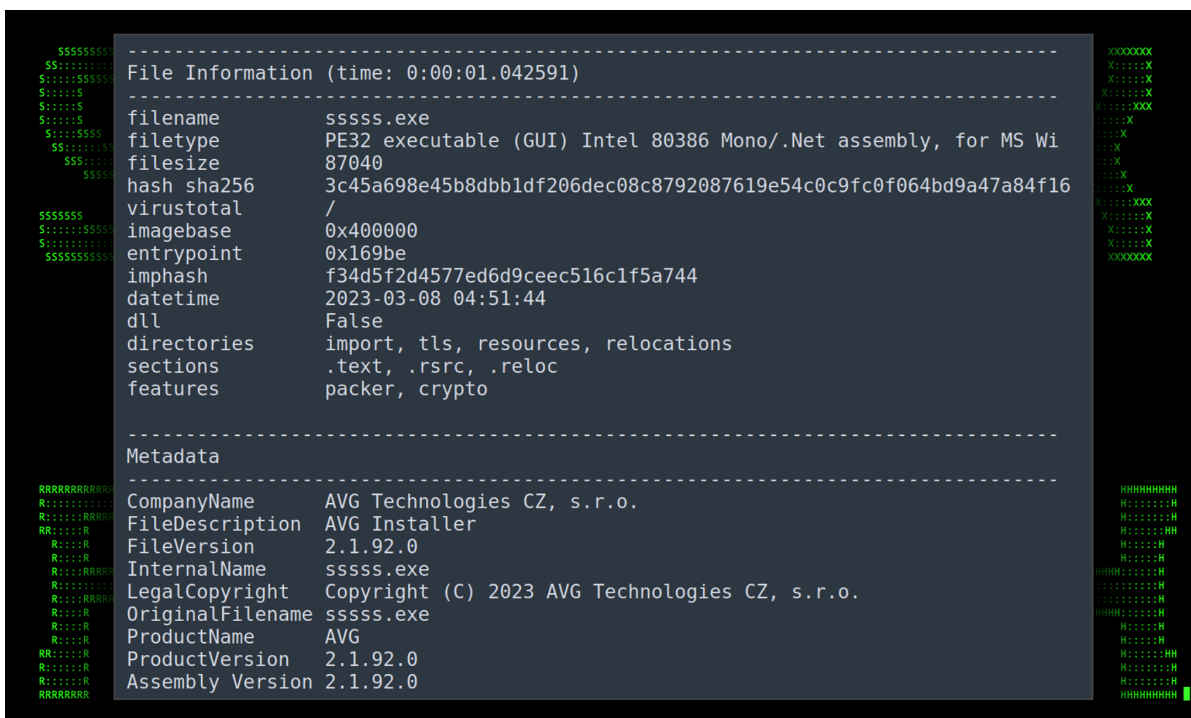 File Information (time: 0:00:01.042591)
filename sssss.exe
filetype PE32 executable (GUI) Intel 80386 Mono/.Net assembly, for MS Wi
filesize 87040
hash sha256 3c45a698e45b8dbb1df206dec08c8792087619e54c0c9fc0f064bd9a47a84f16
virustotal /
imagebase 0x400000
entrypoint 0x169be
imphash f34d5f2d4577ed6d9ceec516c1f5a744
datetime 2023-03-08 04:51:44
dll False
directories import, tls, resources, relocations
sections .text, .rsrc, .reloc
features packer, crypto
Metadata
CompanyName AVG Technologies CZ, s.r.o.
FileDescription AVG Installer
FileVersion 2.1.92.0
InternalName sssss.exe
LegalCopyright Copyright (C) 2023 AVG Technologies CZ, s.r.o.
OriginalFilename sssss.exe
ProductName AVG
ProductVersion 2.1.92.0
Assembly Version 2.1.92.0